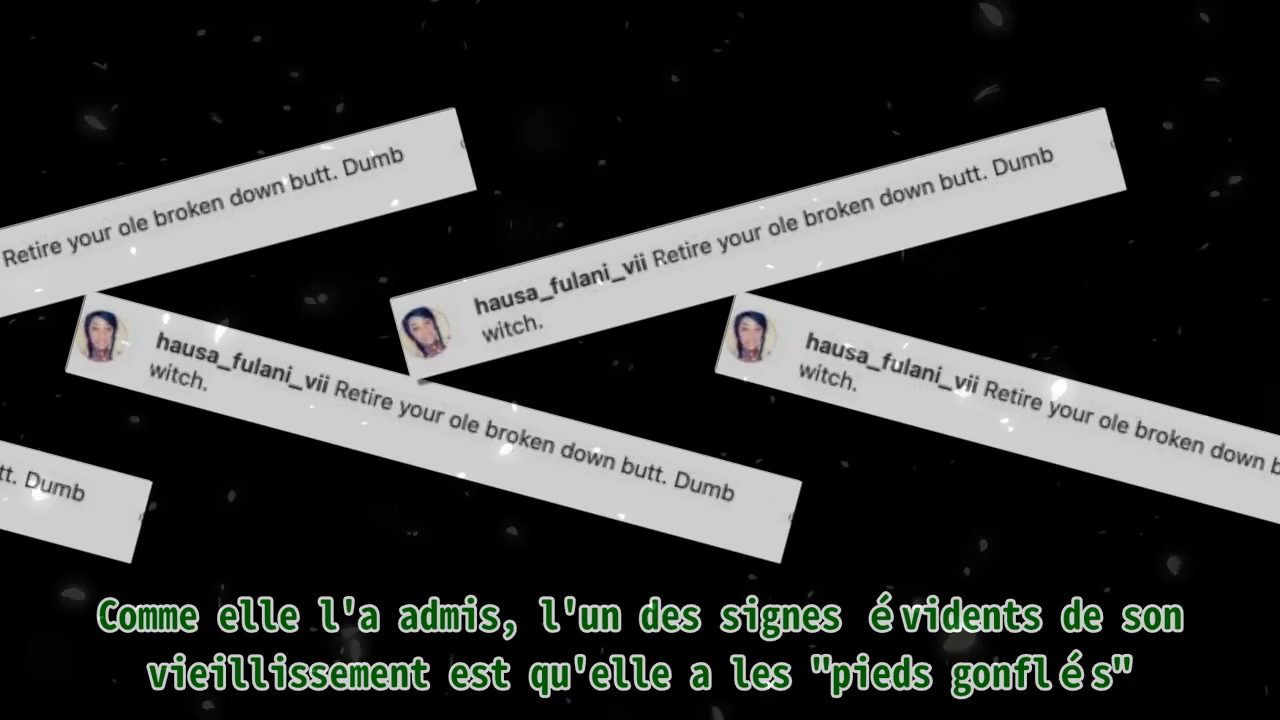 Retire your ole broken down butt. Dumb
hausa_fulani_vii Retire your ole broken down butt. Dumb
witch.
hausa_fulani_vii Retire your ole broken down butt. Dumb
witch.
hausa_fulani_vii Retire your ole broken down b
witch.
tt. Dumb
Comme elle l'a admis, l'un des signes évidents de son
vieillissement est qu'elle a les "pieds gonflés"